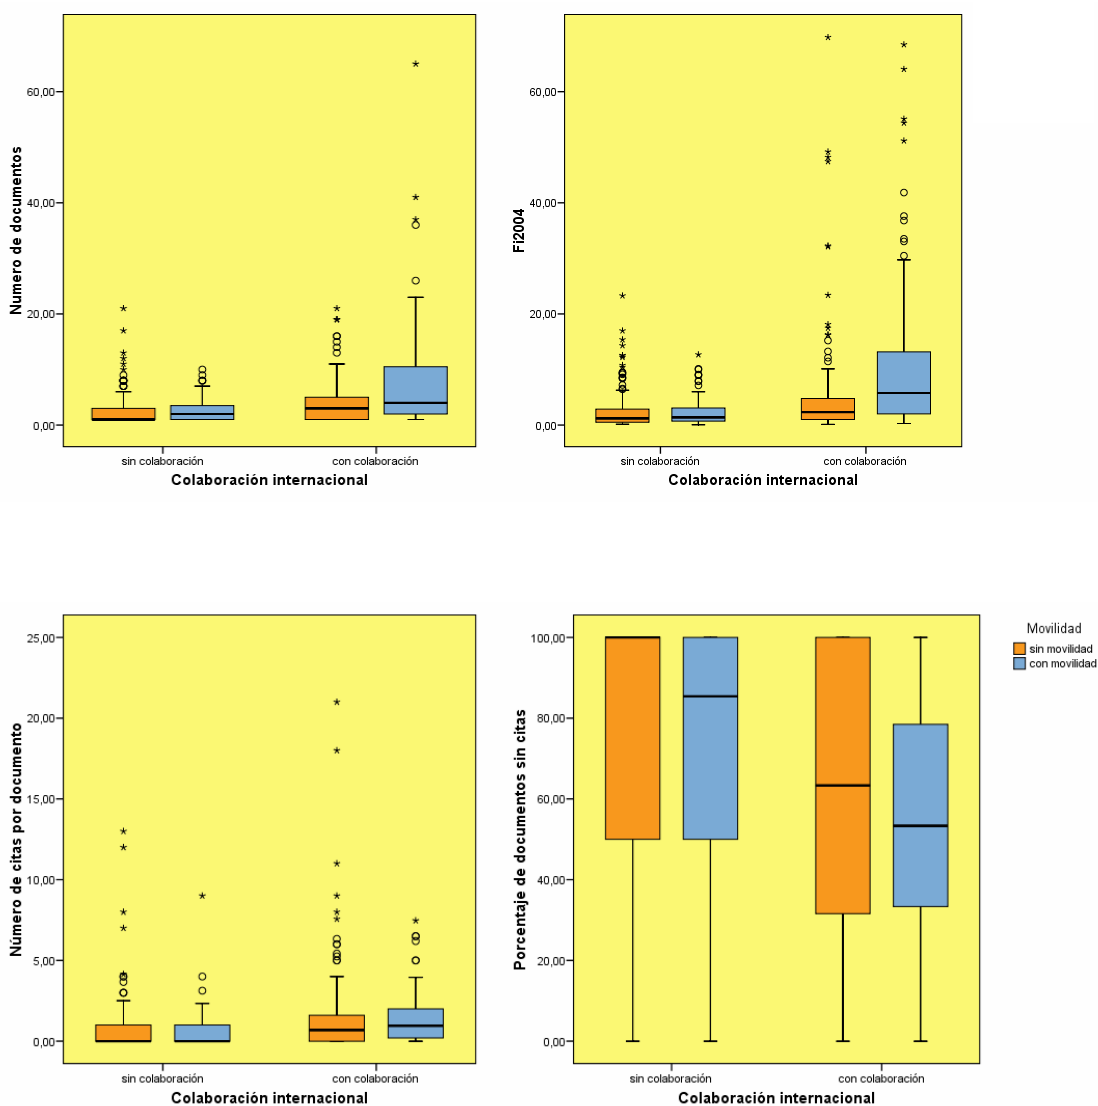 Numero de documentos
60,00
40,00
20,00
0,00
sin colaboración con colaboración
Colaboración internacional
Fi2004
60,00
40,00
20,00
0,00
sin colaboración con colaboración
Colaboración internacional
Número de citas por documento
25,00
20,00
15,00
10,00
5,00
0,00
sin colaboración con colaboración
Colaboración internacional
Porcentaje de documentos sin citas
100,00
80,00
60,00
40,00
20,00
0,00
sin colaboración con colaboración
Colaboración internacional
Movilidad
sin movilidad
con movilidad